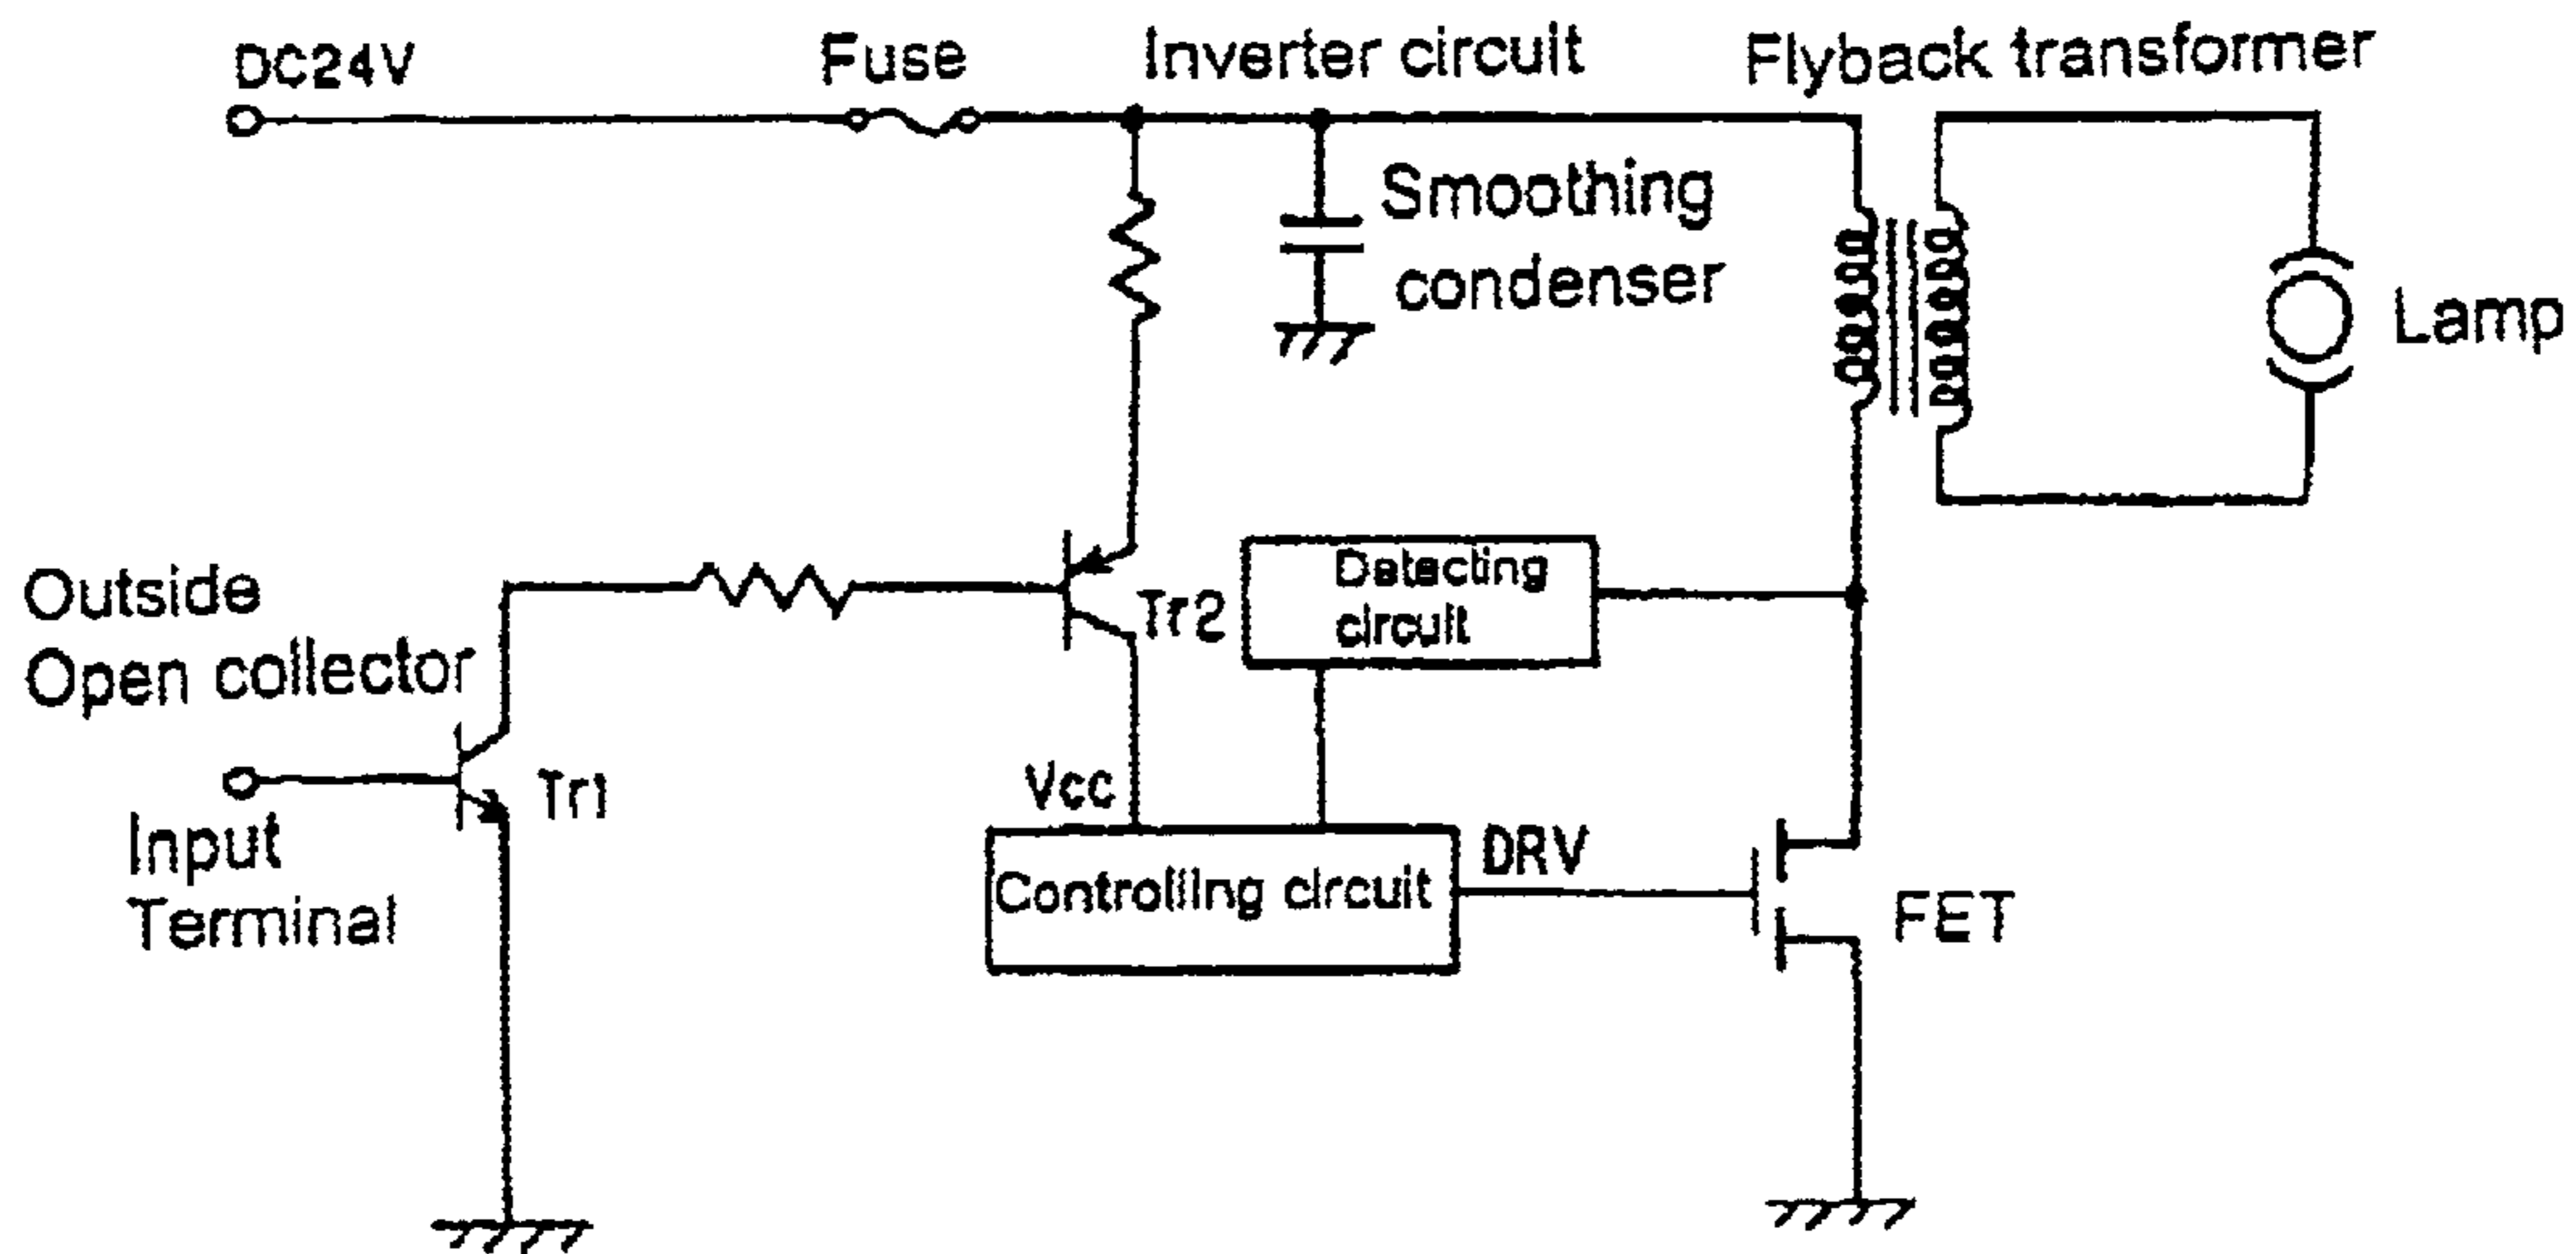 DC24V
Fuse
Inverter circuit
Flyback transformer
Smoothing
condenser
Lamp
Outside
Open collector
Tr2
Detecting
circuit
Input
Terminal
Tr1
Vcc
Controlling circuit
DRV
FET